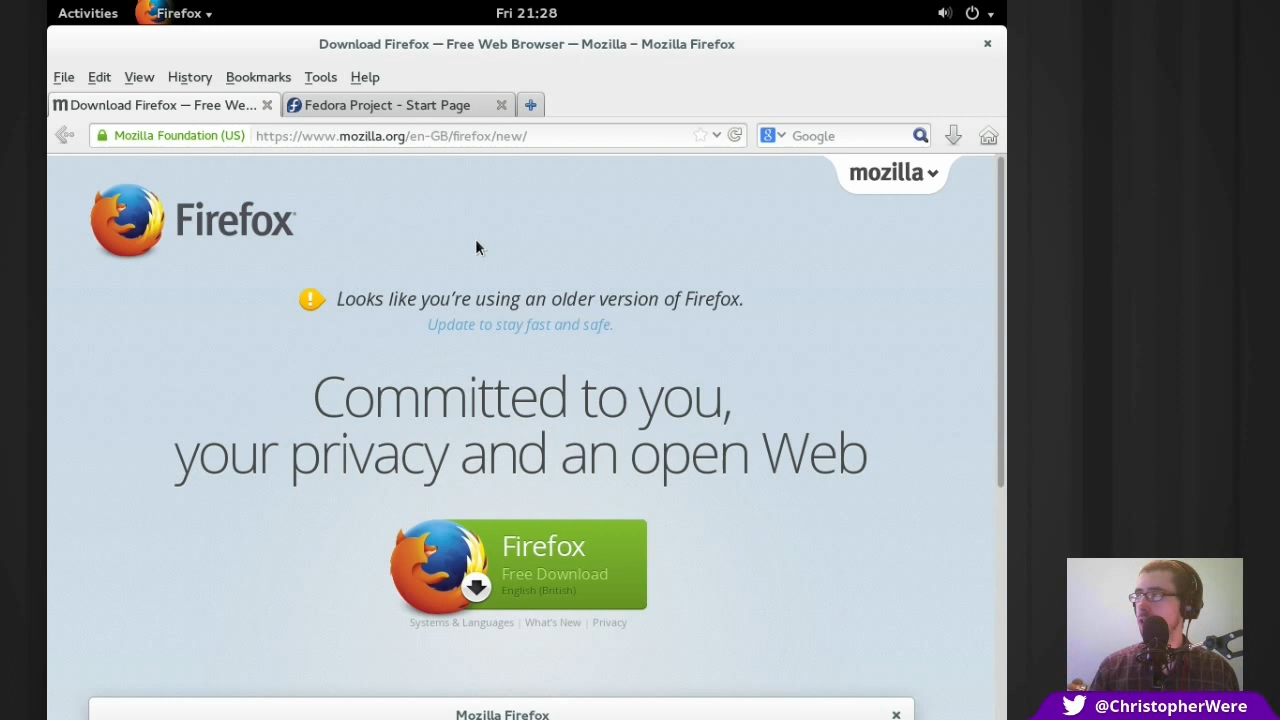 Activities
Firefox
Fri 21:28
Download Firefox — Free Web Browser — Mozilla – Mozilla Firefox
File Edit View History Bookmarks Tools Help
Download Firefox — Free We...
Fedora Project - Start Page
Mozilla Foundation (US) https://www.mozilla.org/en-GB/firefox/new/
Google
mozilla
Firefox
Looks like you're using an older version of Firefox.
Update to stay fast and safe.
Committed to you,
your privacy and an open Web
Firefox
Free Download
English (British)
Systems & Languages | What's New | Privacy
Mozilla Firefox
@ChristopherWere